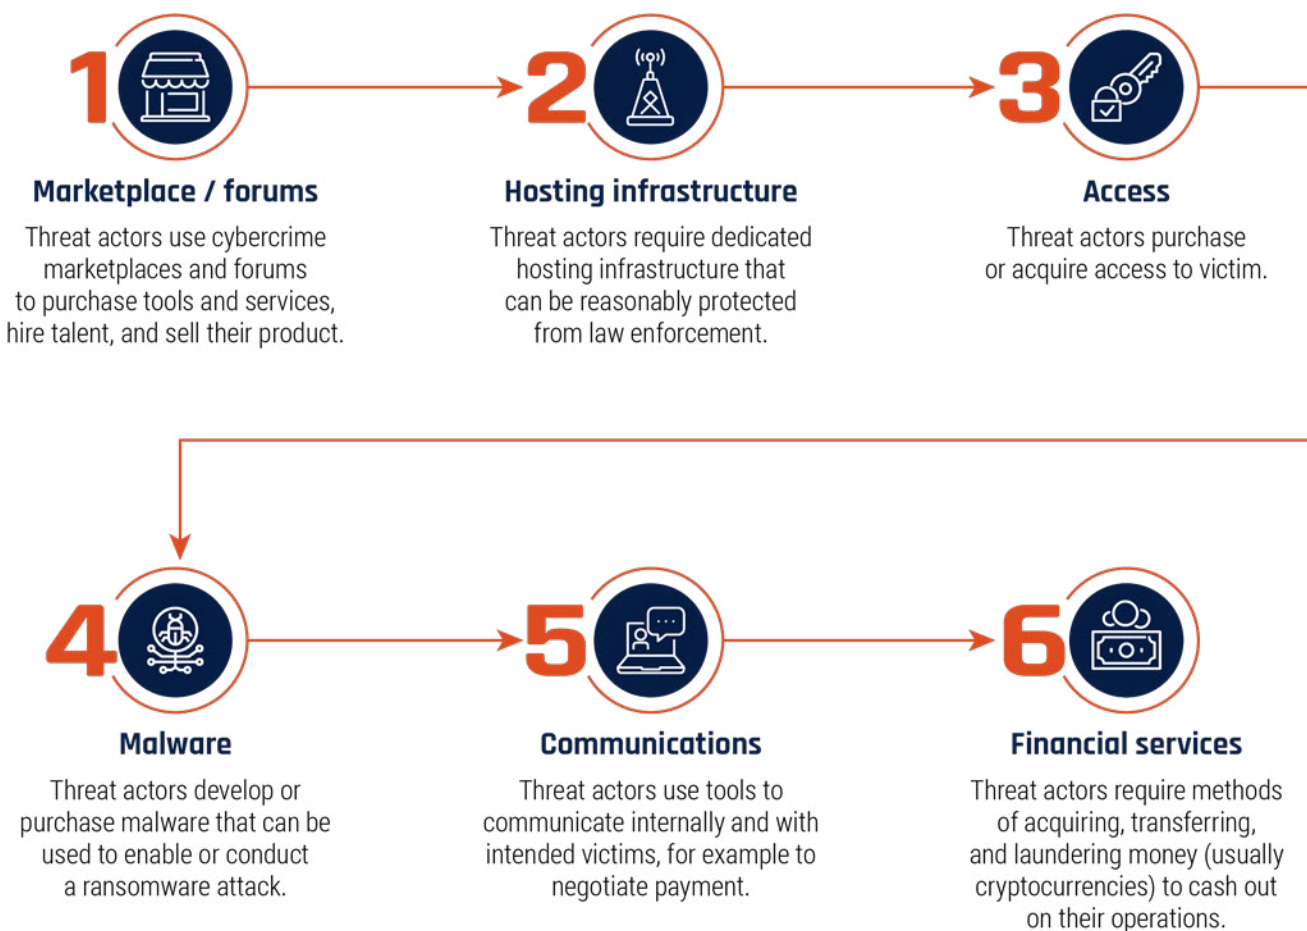 1
Marketplace / forums
Threat actors use cybercrime
marketplaces and forums
to purchase tools and services,
hire talent, and sell their product.
2
Hosting infrastructure
Threat actors require dedicated
hosting infrastructure that
can be reasonably protected
from law enforcement.
3
Access
Threat actors purchase
or acquire access to victim.
4
Malware
Threat actors develop or
purchase malware that can be
used to enable or conduct
a ransomware attack.
5
Communications
Threat actors use tools to
communicate internally and with
intended victims, for example to
negotiate payment.
6
Financial services
Threat actors require methods
of acquiring, transferring,
and laundering money (usually
cryptocurrencies) to cash out
on their operations.